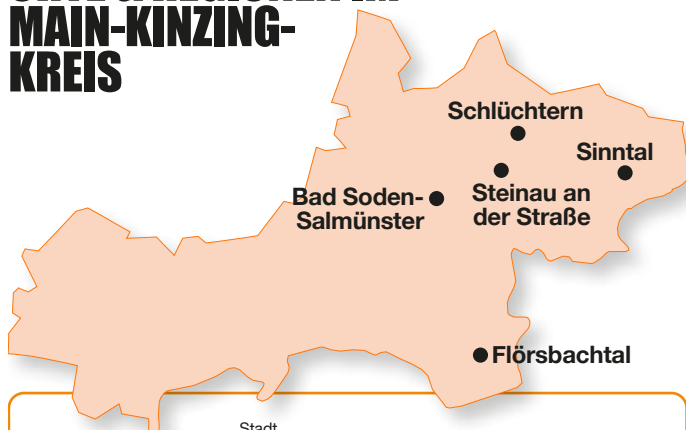 MAIN-KINZING-
KREIS
Schlüchtern
Sinntal
Bad Soden-
Salmünster
Steinau an
der Straße
Flörsbachtal
Stadt